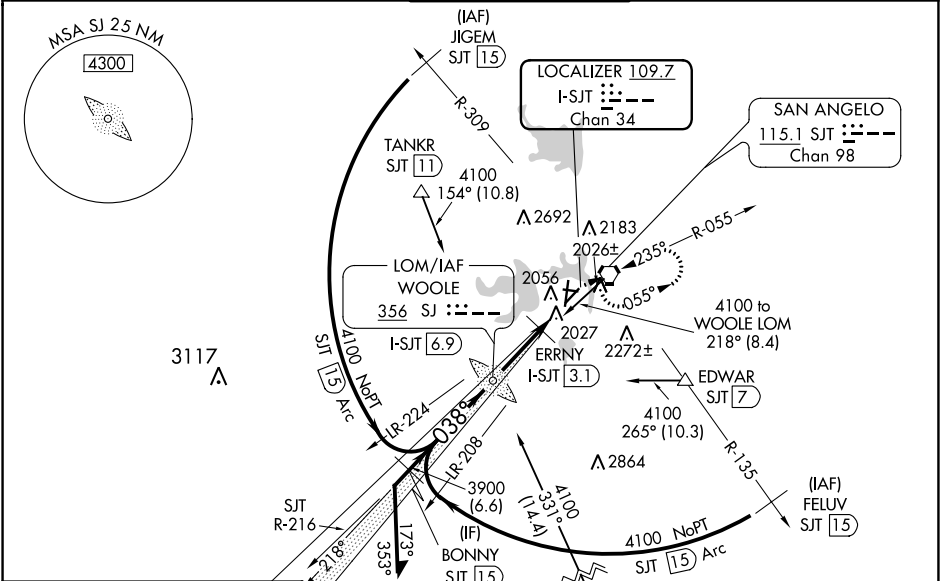 MSA SJ 25 NM
4300
(IAF)
JIGEM
SJT 15
R-309
LOCALIZER 109.7
I-SJT
Chan 34
SAN ANGELO
115.1 SJT
Chan 98
TANKR
SJT 11
4100
154° (10.8)
2692
2183
2026±
235°
R-055
055°
LOM/IAF
WOOLE
356 SJ
I-SJT 6.9
2056
2027
4100 to
WOOLE LOM
218° (8.4)
2272±
ERRNY
I-SJT 3.1
3117
4100 NoPT
SJT 15 Arc
EDWAR
SJT 7
4100
265° (10.3)
R-135
LR-224
038°
LR-208
2864
3900
(6.6)
4100
331°
(14.4)
(IAF)
FELUV
SJT 15
SJT
R-216
218°
173°
353°
(IF)
BONNY
SJT 15
4100 NoPT
SJT 15 Arc